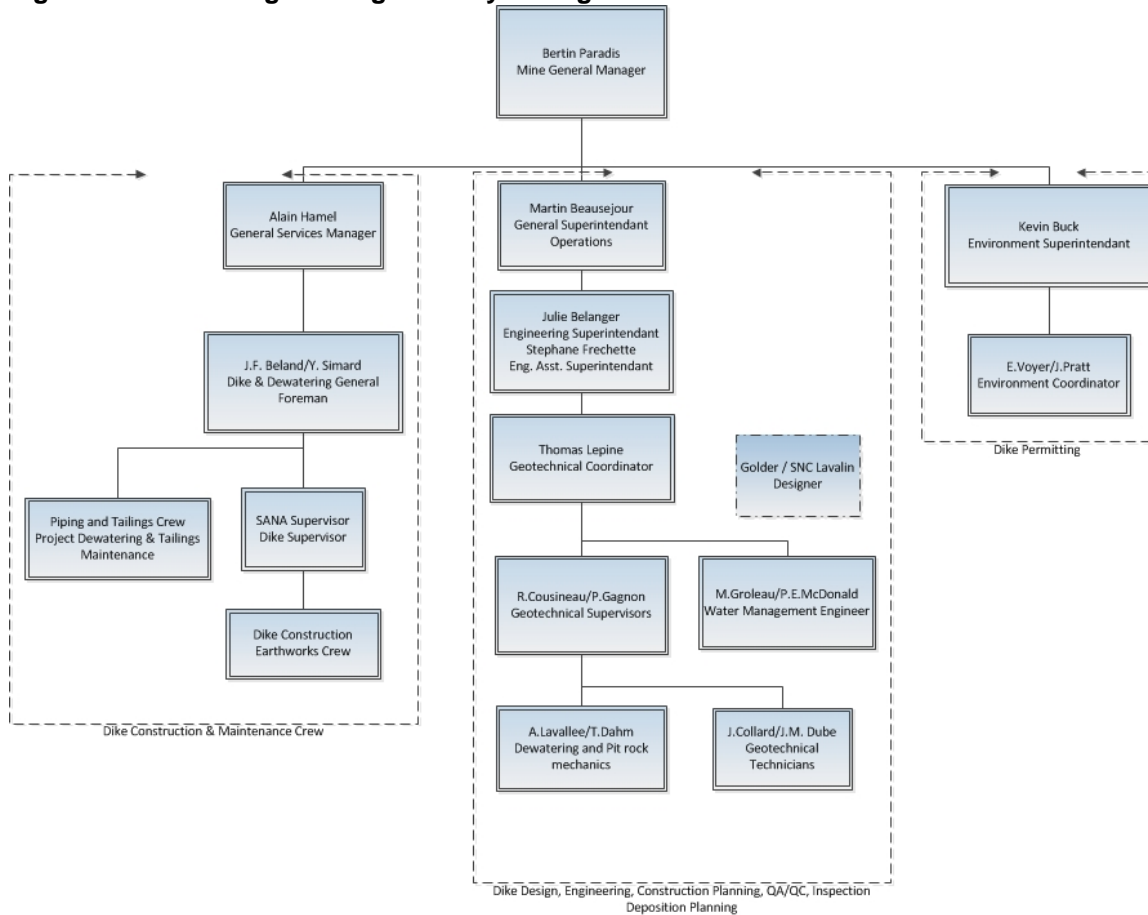 Bertin Paradis
Mine General Manager
Alain Hamel
General Services Manager
J.F. Beland/Y. Simard
Dike & Dewatering General
Foreman
Piping and Tailings Crew
Project Dewatering & Tailings
Maintenance
SANA Supervisor
Dike Supervisor
Dike Construction
Earthworks Crew
Dike Construction & Maintenance Crew
Martin Beausejour
General Superintendant
Operations
Julie Belanger
Engineering Superintendant
Stephane Frechette
Eng. Asst. Superintendant
Thomas Lepine
Geotechnical Coordinator
Golder / SNC Lavalin
Designer
R.Cousineau/P.Gagnon
Geotechnical Supervisors
M.Groleau/P.E.McDonald
Water Management Engineer
A.Lavallee/T.Dahm
Dewatering and Pit rock
mechanics
J.Collard/J.M. Dube
Geotechnical
Technicians
Dike Design, Engineering, Construction Planning, QA/QC, Inspection
Deposition Planning
Kevin Buck
Environment Superintendant
E.Voyer/J.Pratt
Environment Coordinator
Dike Permitting